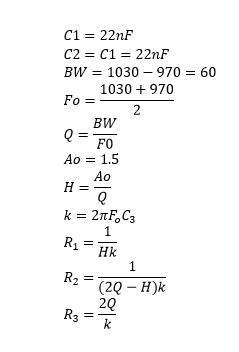 C1 = 22nF
C2 = C1 = 22nF
BW = 1030 − 970 = 60
Fo = (1030 + 970)/2
Q = BW/F0
Ao = 1.5
H = Ao/Q
k = 2πFₒC₃
R₁ = 1/(Hk)
R₂ = 1/((2Q − H)k)
R₃ = 2Q/k